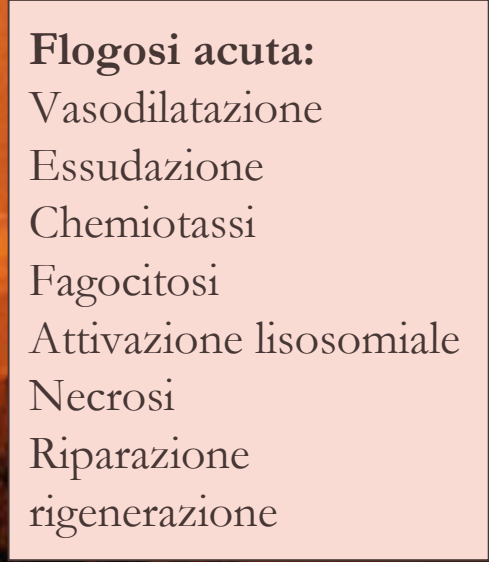 Flogosi acuta:
Vasodilatazione
Essudazione
Chemiotassi
Fagocitosi
Attivazione lisosomiale
Necrosi
Riparazione
rigenerazione